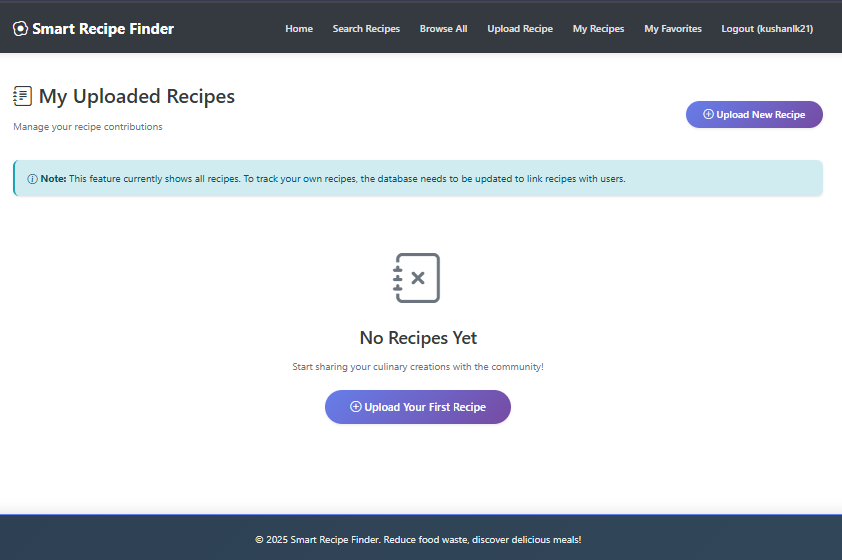 Smart Recipe Finder Home Search Recipes Browse All Upload Recipe My Recipes My Favorites Logout (kushanlk21)
My Uploaded Recipes
Upload New Recipe
Manage your recipe contributions
Note: This feature currently shows all recipes. To track your own recipes, the database needs to be updated to link recipes with users.
No Recipes Yet
Start sharing your culinary creations with the community!
Upload Your First Recipe
© 2025 Smart Recipe Finder. Reduce food waste, discover delicious meals!